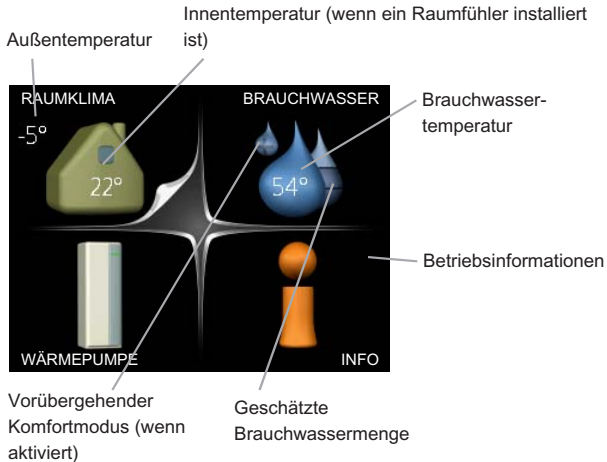 Innentemperatur (wenn ein Raumfühler installiert
ist)
Außentemperatur
RAUMKLIMA
BRAUCHWASSER
-5°
22°
54°
Brauchwasser-
temperatur
Betriebsinformationen
WÄRMEPUMPE
INFO
Vorübergehender
Komfortmodus (wenn
aktiviert)
Geschätzte
Brauchwassermenge